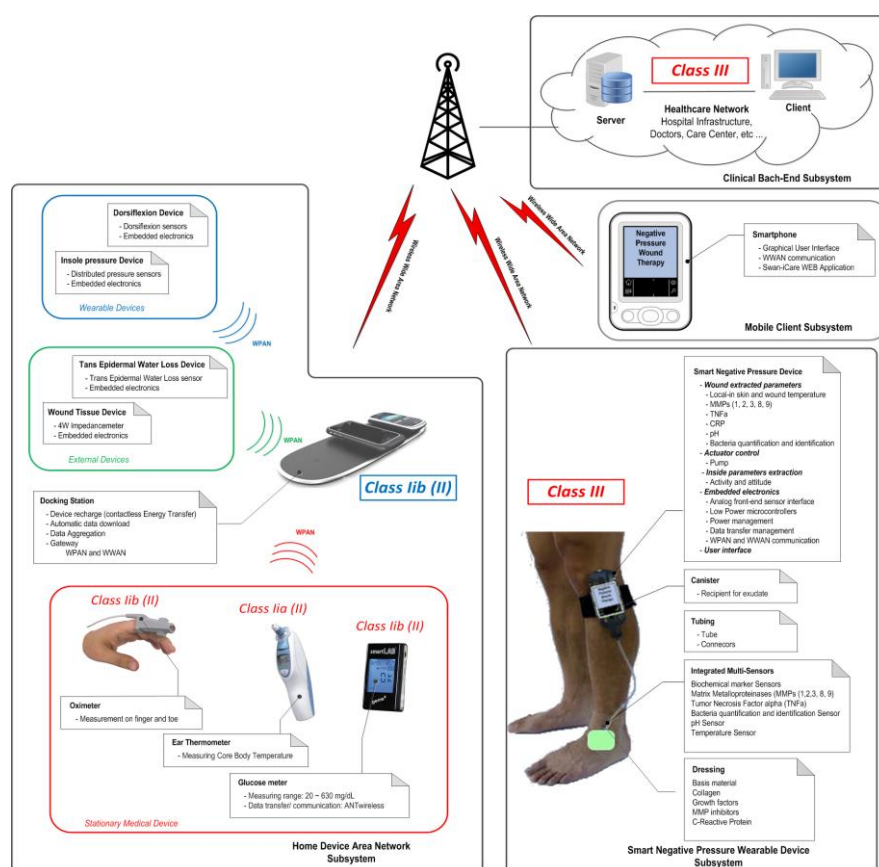 Class III
Server
Client
Healthcare Network
Hospital Infrastructure,
Doctors, Care Center, etc ...
Clinical Bach-End Subsystem
Wireless Wide Area Network
Wireless Wide Area Network
Wireless Wide Area Network
Dorsiflexion Device
- Dorsiflexion sensors
- Embedded electronics
Insole pressure Device
- Distributed pressure sensors
- Embedded electronics
Wearable Devices
WPAN
Tans Epidermal Water Loss Device
- Trans Epidermal Water Loss sensor
- Embedded electronics
Wound Tissue Device
- 4W Impedancemeter
- Embedded electronics
External Devices
WPAN
Class Iib (II)
Docking Station
- Device recharge (contactless Energy Transfer)
- Automatic data download
- Data Aggregation
- Gateway
WPAN and WWAN
WPAN
Class Iib (II)
Class Iia (II)
Class Iib (II)
smartLAB
Oximeter
- Measurement on finger and toe
Ear Thermometer
- Measuring Core Body Temperature
Glucose meter
- Measuring range: 20 ~ 630 mg/dL
- Data transfer/ communication: ANTwireless
Stationary Medical Device
Home Device Area Network
Subsystem
Negative
Pressure
Wound
Therapy
Smartphone
- Graphical User Interface
- WWAN communication
- Swan-iCare WEB Application
Mobile Client Subsystem
Smart Negative Pressure Device
- Wound extracted parameters
- Local-in skin and wound temperature
- MMPs (1, 2, 3, 8, 9)
- TNFa
- CRP
- pH
- Bacteria quantification and identification
- Actuator control
- Pump
- Inside parameters extraction
- Activity and attitude
- Embedded electronics
- Analog front-end sensor interface
- Low Power microcontrollers
- Power management
- Data transfer management
- WPAN and WWAN communication
- User interface
Class III
Negative
Pressure
Wound
Therapy
Canister
- Recipient for exudate
Tubing
- Tube
- Connecors
Integrated Multi-Sensors
Biochemical marker Sensors
Matrix Metalloproteinases (MMPs (1,2,3, 8, 9)
Tumor Necrosis Factor alpha (TNFa)
Bacteria quantification and identification Sensor
pH Sensor
Temperature Sensor
Dressing
Basis material
Collagen
Growth factors
MMP inhibitors
C-Reactive Protein
Smart Negative Pressure Wearable Device
Subsystem